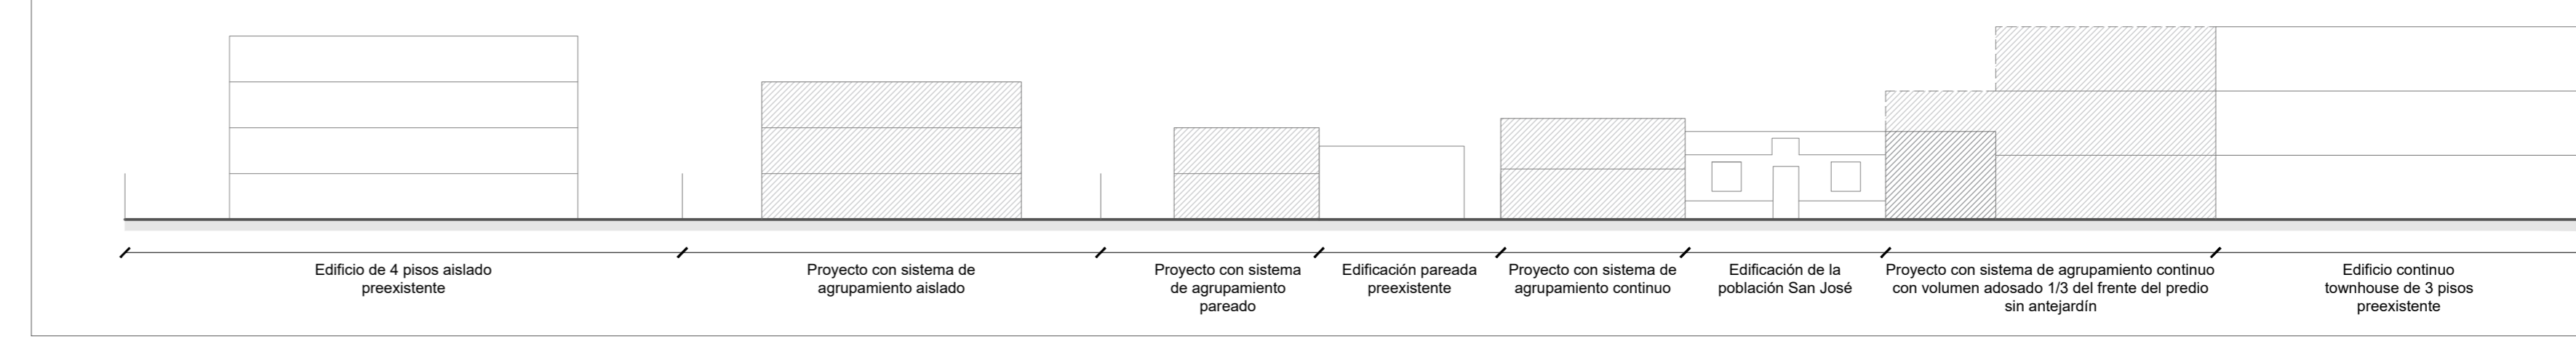 Edificio de 4 pisos aislado
preexistente
Proyecto con sistema de
agrupamiento aislado
Proyecto con sistema
de agrupamiento
pareado
Edificación pareada
preexistente
Proyecto con sistema de
agrupamiento continuo
Edificación de la
población San José
Proyecto con sistema de agrupamiento continuo
con volumen adosado 1/3 del frente del predio
sin antejardín
Edificio continuo
townhouse de 3 pisos
preexistente